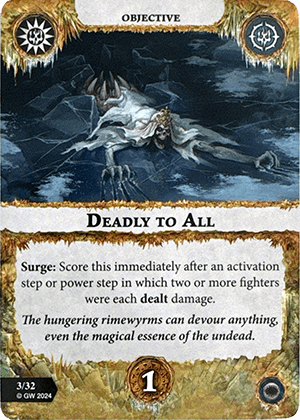 OBJECTIVE
DEADLY TO ALL
Surge: Score this immediately after an activation
step or power step in which two or more fighters
were each dealt damage.
The hungering rimewyrms can devour anything,
even the magical essence of the undead.
3/32
© GW 2024
1